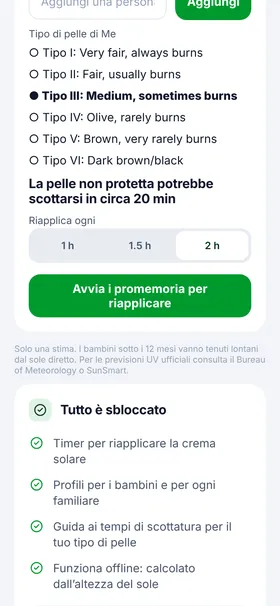 Aggiungi una person
Aggiungi
Tipo di pelle di Me
Tipo I: Very fair, always burns
Tipo II: Fair, usually burns
Tipo III: Medium, sometimes burns
Tipo IV: Olive, rarely burns
Tipo V: Brown, very rarely burns
Tipo VI: Dark brown/black
La pelle non protetta potrebbe
scottarsi in circa 20 min
Riapplica ogni
1 h
1.5 h
2 h
Avvia i promemoria per
riapplicare
Solo una stima. I bambini sotto i 12 mesi vanno tenuti lontani
dal sole diretto. Per le previsioni UV ufficiali consulta il Bureau
of Meteorology o SunSmart.
Tutto è sbloccato
Timer per riapplicare la crema
solare
Profili per i bambini e per ogni
familiare
Guida ai tempi di scottatura per il
tuo tipo di pelle
Funziona offline: calcolato
dall'altezza del sole